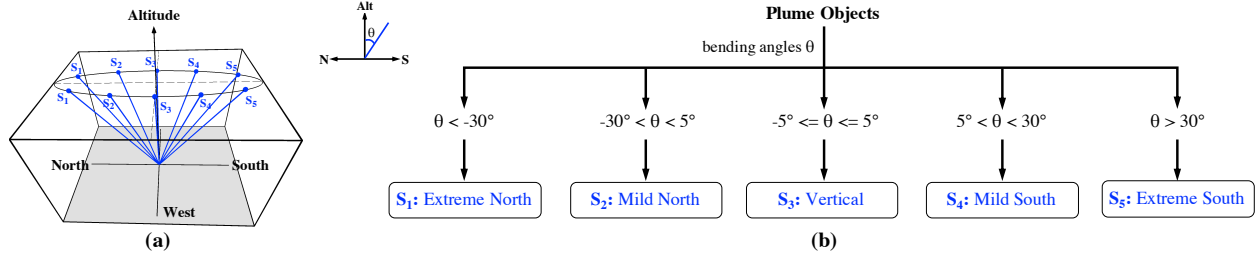 Altitude
S1 S2 S3 S4 S5
S1 S2 S3 S4 S5
North South
West
(a)
Alt
θ
N S
Plume Objects
bending angles θ
θ < -30° -30° < θ < 5° -5° <= θ <= 5° 5° < θ < 30° θ > 30°
S1: Extreme North S2: Mild North S3: Vertical S4: Mild South S5: Extreme South
(b)